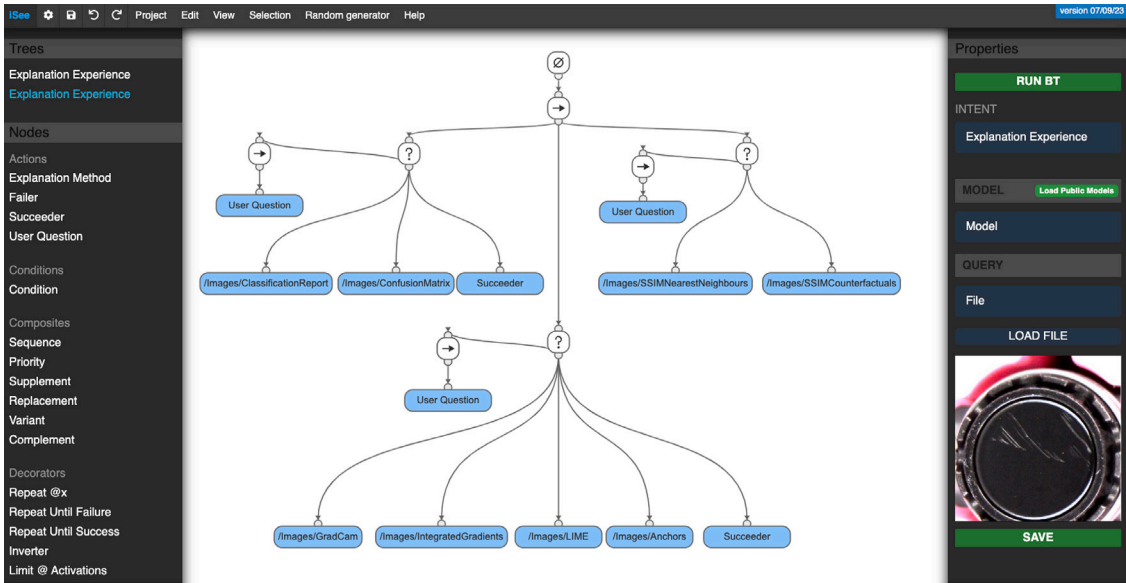 ISee Project Edit View Selection Random generator Help version 07/09/23
Trees
Explanation Experience
Explanation Experience
Nodes
Actions
Explanation Method
Failer
Succeeder
User Question
Conditions
Condition
Composites
Sequence
Priority
Supplement
Replacement
Variant
Complement
Decorators
Repeat @x
Repeat Until Failure
Repeat Until Success
Inverter
Limit @ Activations
Ø
→
→ ?
→ ?
User Question
User Question
/Images/ClassificationReport /Images/ConfusionMatrix Succeeder
/Images/SSIMNearestNeighbours /Images/SSIMCounterfactuals
→ ?
User Question
/Images/GradCam /Images/IntegratedGradients /Images/LIME /Images/Anchors Succeeder
Properties
RUN BT
INTENT
Explanation Experience
MODEL Load Public Models
Model
QUERY
File
LOAD FILE
SAVE